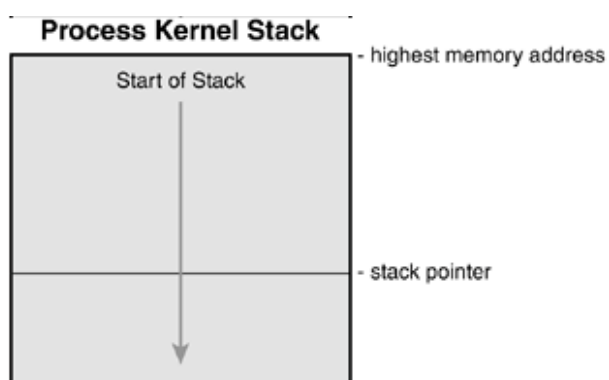 Process Kernel Stack
- highest memory address
Start of Stack
- stack pointer